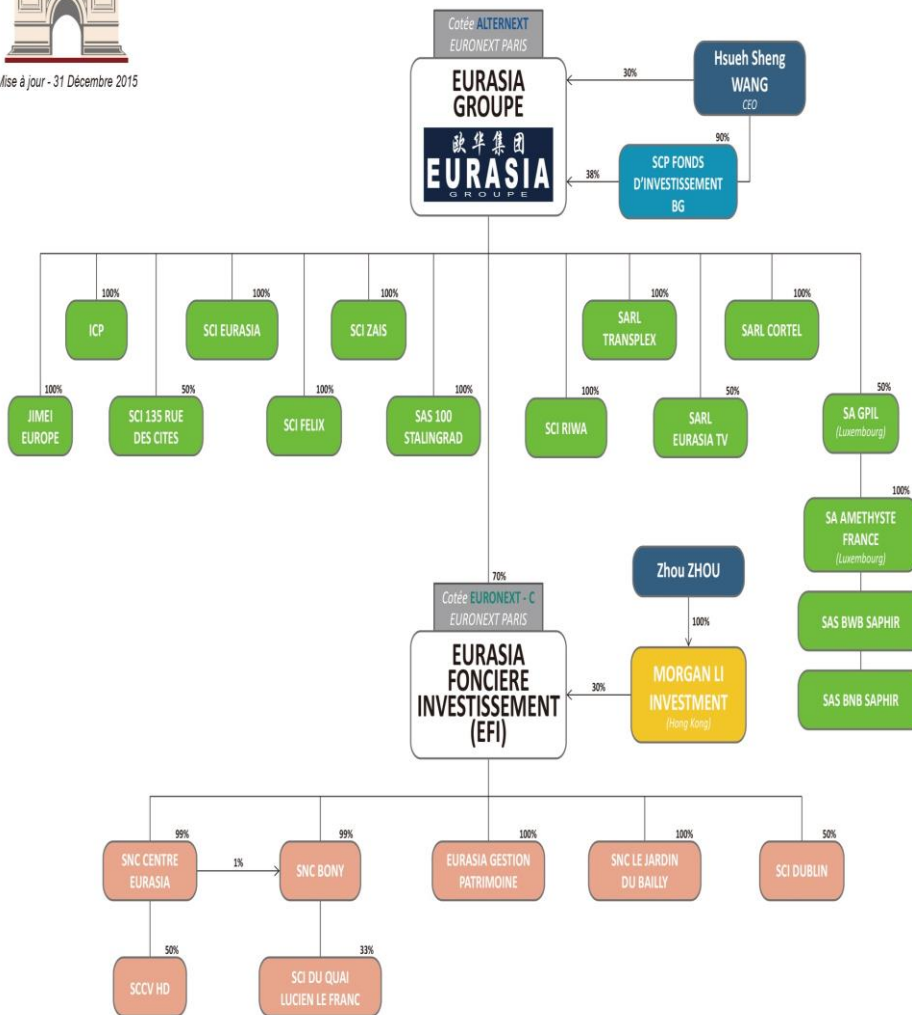 Mise à jour - 31 Décembre 2015
Cotée ALTERNEXT
EURONEXT PARIS
EURASIA
GROUPE
欧华集团
EURASIA
GROUPE
30%
Hsueh Sheng
WANG
CEO
90%
38%
SCP FONDS
D'INVESTISSEMENT
BG
100%
ICP
100%
SCI EURASIA
100%
SCI ZAIS
100%
SARL
TRANSPLEX
100%
SARL CORTEL
100%
JIMEI
EUROPE
50%
SCI 135 RUE
DES CITES
100%
SCI FELIX
100%
SAS 100
STALINGRAD
100%
SCI RIWA
50%
SARL
EURASIA TV
50%
SA GPIL
(Luxembourg)
100%
SA AMETHYSTE
FRANCE
(Luxembourg)
SAS BWB SAPHIR
SAS BNB SAPHIR
70%
Cotée EURONEXT - C
EURONEXT PARIS
EURASIA
FONCIERE
INVESTISSEMENT
(EFI)
Zhou ZHOU
100%
30%
MORGAN LI
INVESTMENT
(Hong Kong)
99%
SNC CENTRE
EURASIA
1%
99%
SNC BONY
100%
EURASIA GESTION
PATRIMOINE
100%
SNC LE JARDIN
DU BAILLY
50%
SCI DUBLIN
50%
SCCV HD
33%
SCI DU QUAI
LUCIEN LE FRANC